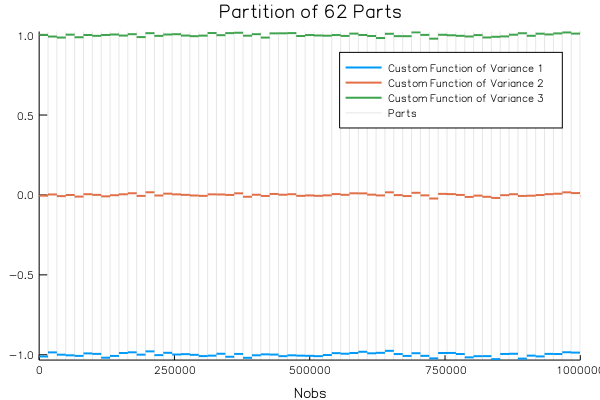 Partition of 62 Parts
1.0
0.5
0.0
−0.5
−1.0
Custom Function of Variance 1
Custom Function of Variance 2
Custom Function of Variance 3
Parts
0 250000 500000 750000 1000000
Nobs